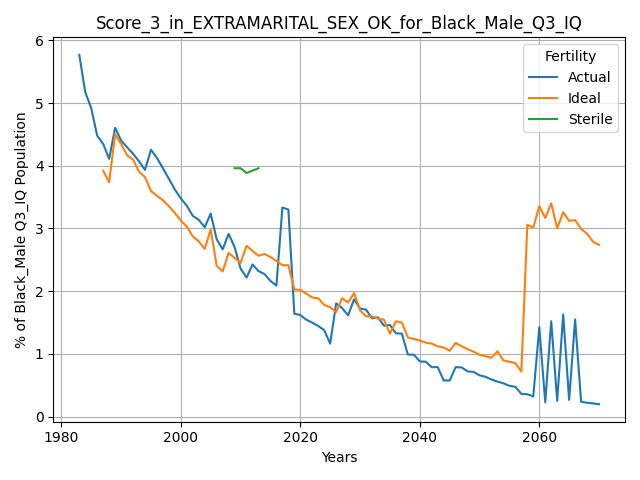 Score_3_in_EXTRAMARITAL_SEX_OK_for_Black_Male_Q3_IQ
Fertility
Actual
Ideal
Sterile
% of Black_Male Q3_IQ Population
6
5
4
3
2
1
0
1980 2000 2020 2040 2060
Years